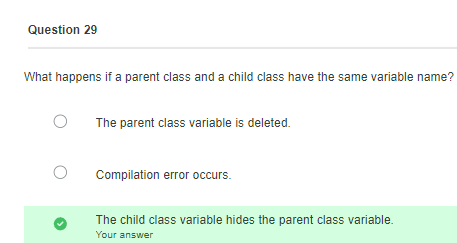 Question 29
What happens if a parent class and a child class have the same variable name?
The parent class variable is deleted.
Compilation error occurs.
The child class variable hides the parent class variable.
Your answer